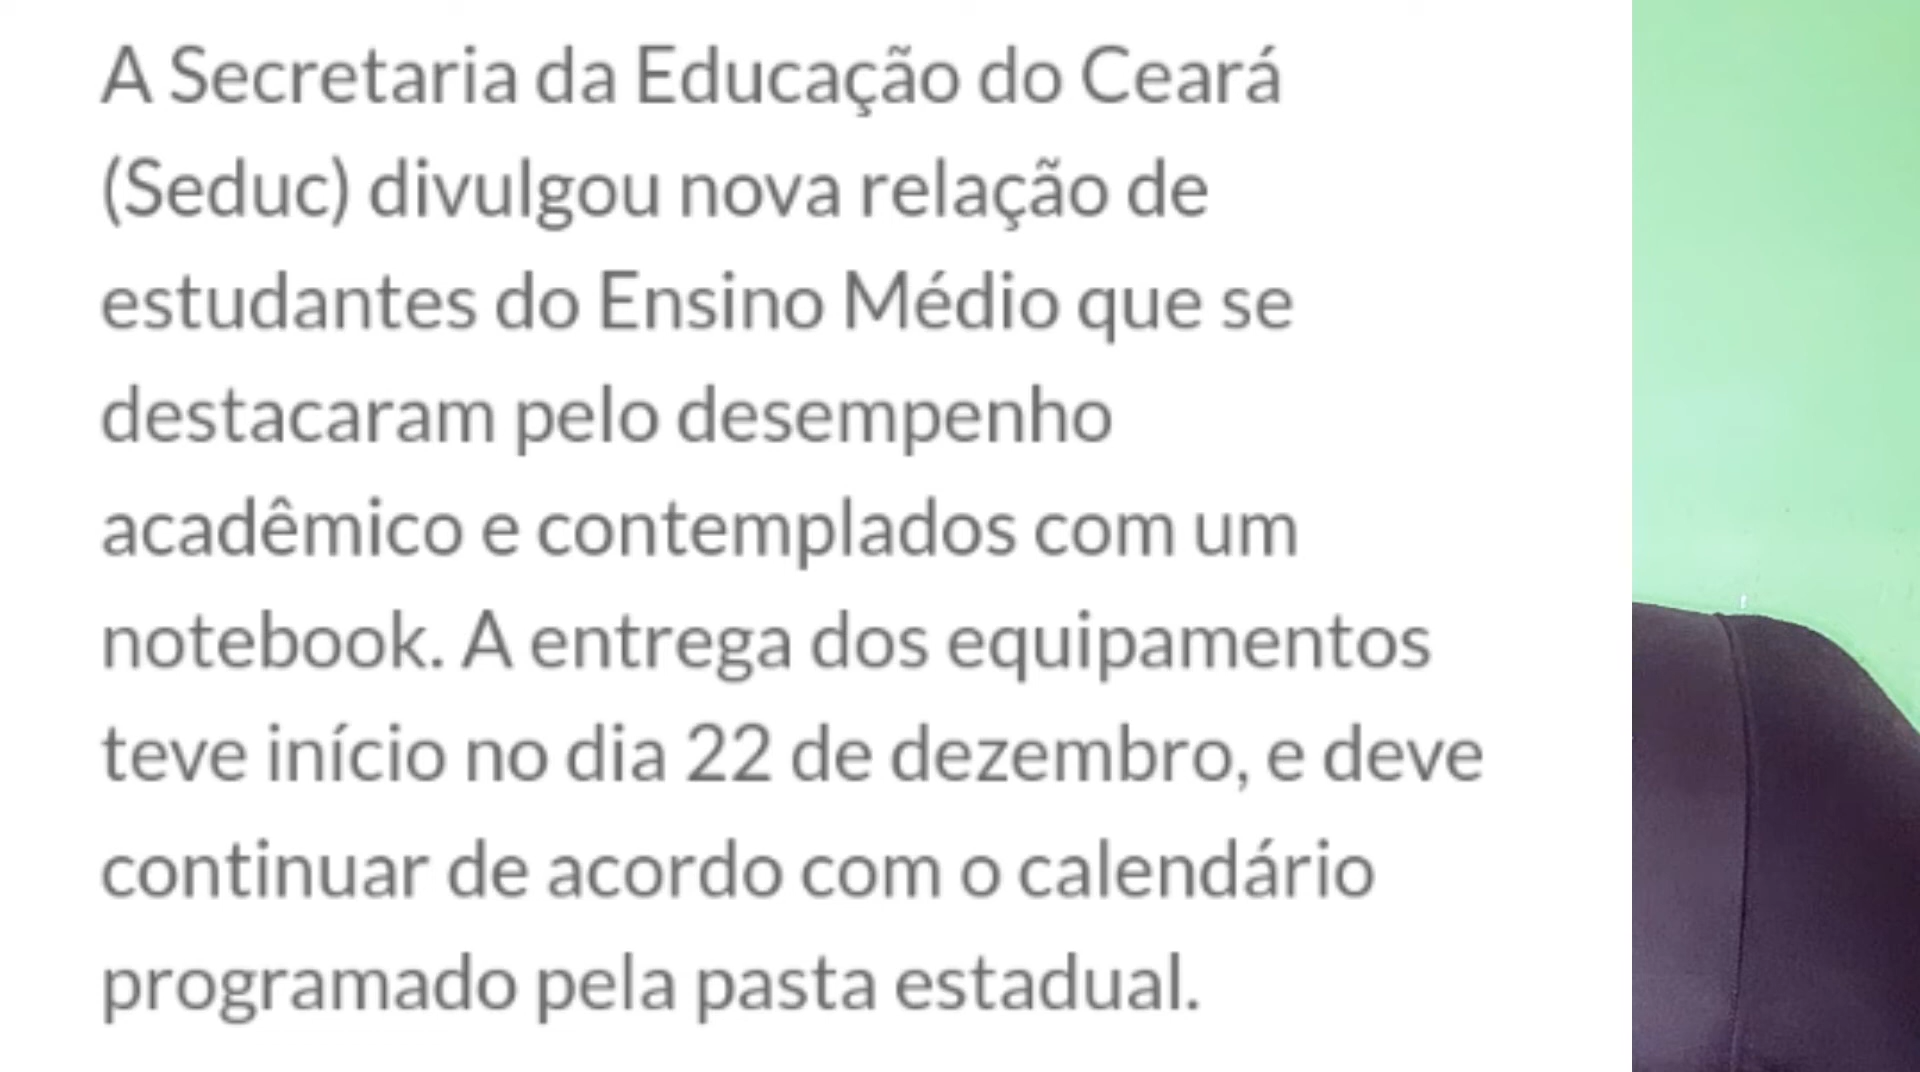 A Secretaria da Educação do Ceará
(Seduc) divulgou nova relação de
estudantes do Ensino Médio que se
destacaram pelo desempenho
acadêmico e contemplados com um
notebook. A entrega dos equipamentos
teve início no dia 22 de dezembro, e deve
continuar de acordo com o calendário
programado pela pasta estadual.